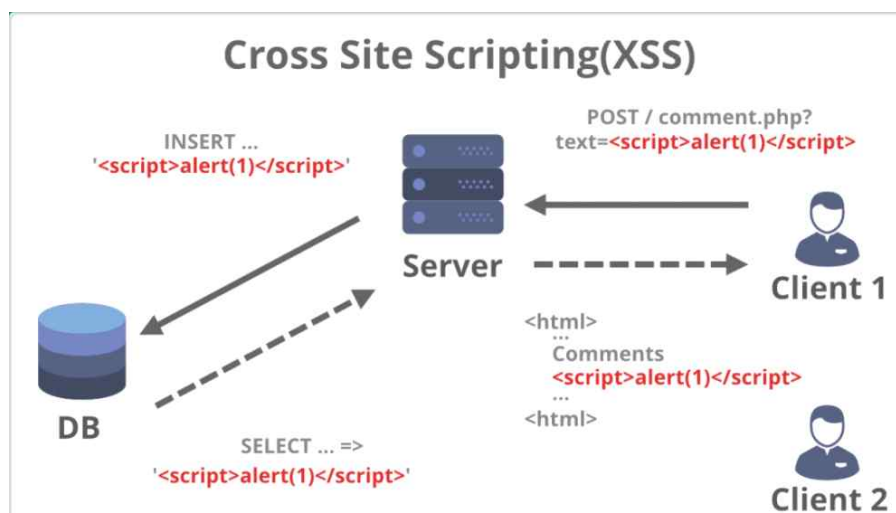 Cross Site Scripting(XSS)
INSERT ...
'<script>alert(1)</script>'
POST / comment.php?
text=<script>alert(1)</script>
Server
Client 1
DB
<html>
...
Comments
<script>alert(1)</script>
...
<html>
SELECT ... =>
'<script>alert(1)</script>'
Client 2